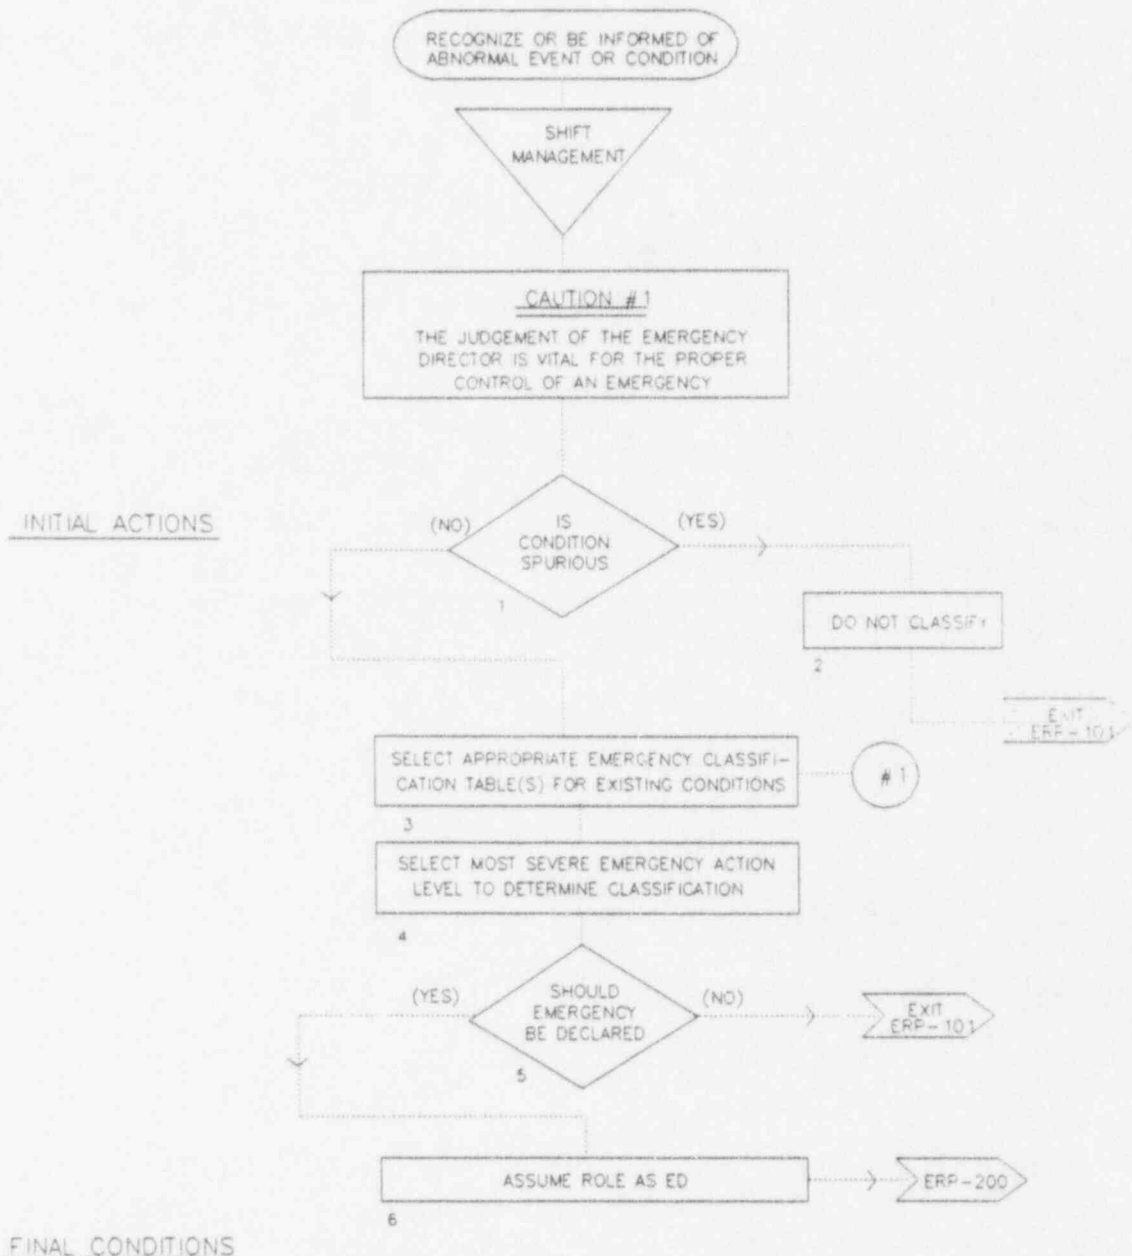 RECOGNIZE OR BE INFORMED OF
ABNORMAL EVENT OR CONDITION
SHIFT
MANAGEMENT
CAUTION #1
THE JUDGEMENT OF THE EMERGENCY
DIRECTOR IS VITAL FOR THE PROPER
CONTROL OF AN EMERGENCY
INITIAL ACTIONS
(NO)
IS
CONDITION
SPURIOUS
(YES)
1
DO NOT CLASSIFY
2
EXIT
ERP-101
SELECT APPROPRIATE EMERGENCY CLASSIFI-
CATION TABLE(S) FOR EXISTING CONDITIONS
#1
3
SELECT MOST SEVERE EMERGENCY ACTION
LEVEL TO DETERMINE CLASSIFICATION
4
(YES)
SHOULD
EMERGENCY
BE DECLARED
(NO)
EXIT
ERP-101
5
ASSUME ROLE AS ED
ERP-200
6
FINAL CONDITIONS